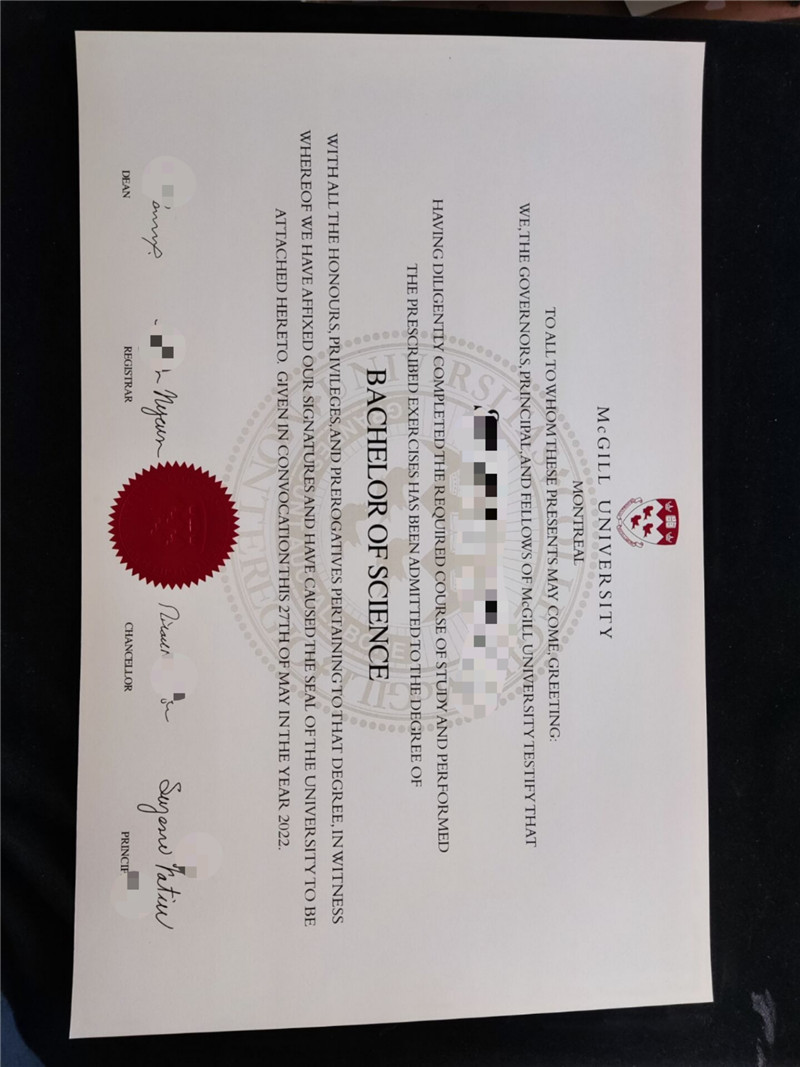 McGILL UNIVERSITY
MONTREAL
TO ALL TO WHOM THESE PRESENTS MAY COME, GREETING:
WE, THE GOVERNORS, PRINCIPAL, AND FELLOWS OF McGILL UNIVERSITY TESTIFY THAT
HAVING DILIGENTLY COMPLETED THE REQUIRED COURSE OF STUDY AND PERFORMED
THE PRESCRIBED EXERCISES HAS BEEN ADMITTED TO THE DEGREE OF
BACHELOR OF SCIENCE
WITH ALL THE HONOURS, PRIVILEGES, AND PREROGATIVES PERTAINING TO THAT DEGREE, IN WITNESS
WHEREOF WE HAVE AFFIXED OUR SIGNATURES AND HAVE CAUSED THE SEAL OF THE UNIVERSITY TO BE
ATTACHED HERETO, GIVEN IN CONVOCATION THIS 27TH OF MAY IN THE YEAR 2022.
DEAN
REGISTRAR
CHANCELLOR